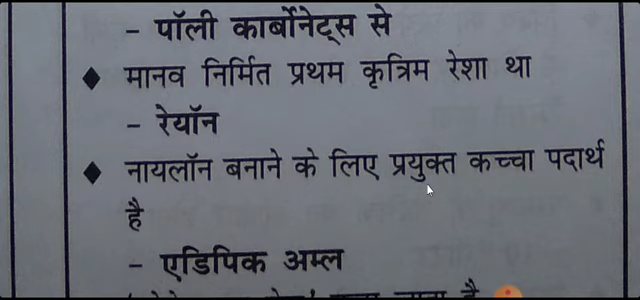 - पॉली कार्बोनेट्स से
♦ मानव निर्मित प्रथम कृत्रिम रेशा था
- रेयॉन
♦ नायलॉन बनाने के लिए प्रयुक्त कच्चा पदार्थ
है
- एडिपिक अम्ल